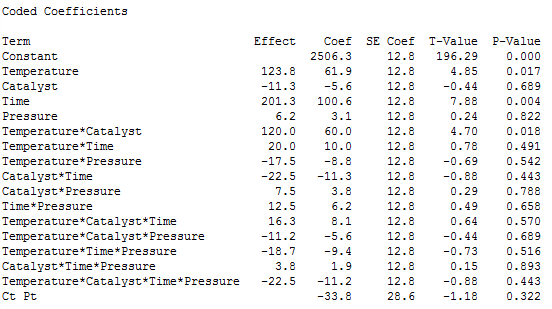 Coded Coefficients
Term Effect Coef SE Coef T-Value P-Value
Constant 2506.3 12.8 196.29 0.000
Temperature 123.8 61.9 12.8 4.85 0.017
Catalyst -11.3 -5.6 12.8 -0.44 0.689
Time 201.3 100.6 12.8 7.88 0.004
Pressure 6.2 3.1 12.8 0.24 0.822
Temperature*Catalyst 120.0 60.0 12.8 4.70 0.018
Temperature*Time 20.0 10.0 12.8 0.78 0.491
Temperature*Pressure -17.5 -8.8 12.8 -0.69 0.542
Catalyst*Time -22.5 -11.3 12.8 -0.88 0.443
Catalyst*Pressure 7.5 3.8 12.8 0.29 0.788
Time*Pressure 12.5 6.2 12.8 0.49 0.658
Temperature*Catalyst*Time 16.3 8.1 12.8 0.64 0.570
Temperature*Catalyst*Pressure -11.2 -5.6 12.8 -0.44 0.689
Temperature*Time*Pressure -18.7 -9.4 12.8 -0.73 0.516
Catalyst*Time*Pressure 3.8 1.9 12.8 0.15 0.893
Temperature*Catalyst*Time*Pressure -22.5 -11.2 12.8 -0.88 0.443
Ct Pt -33.8 28.6 -1.18 0.322